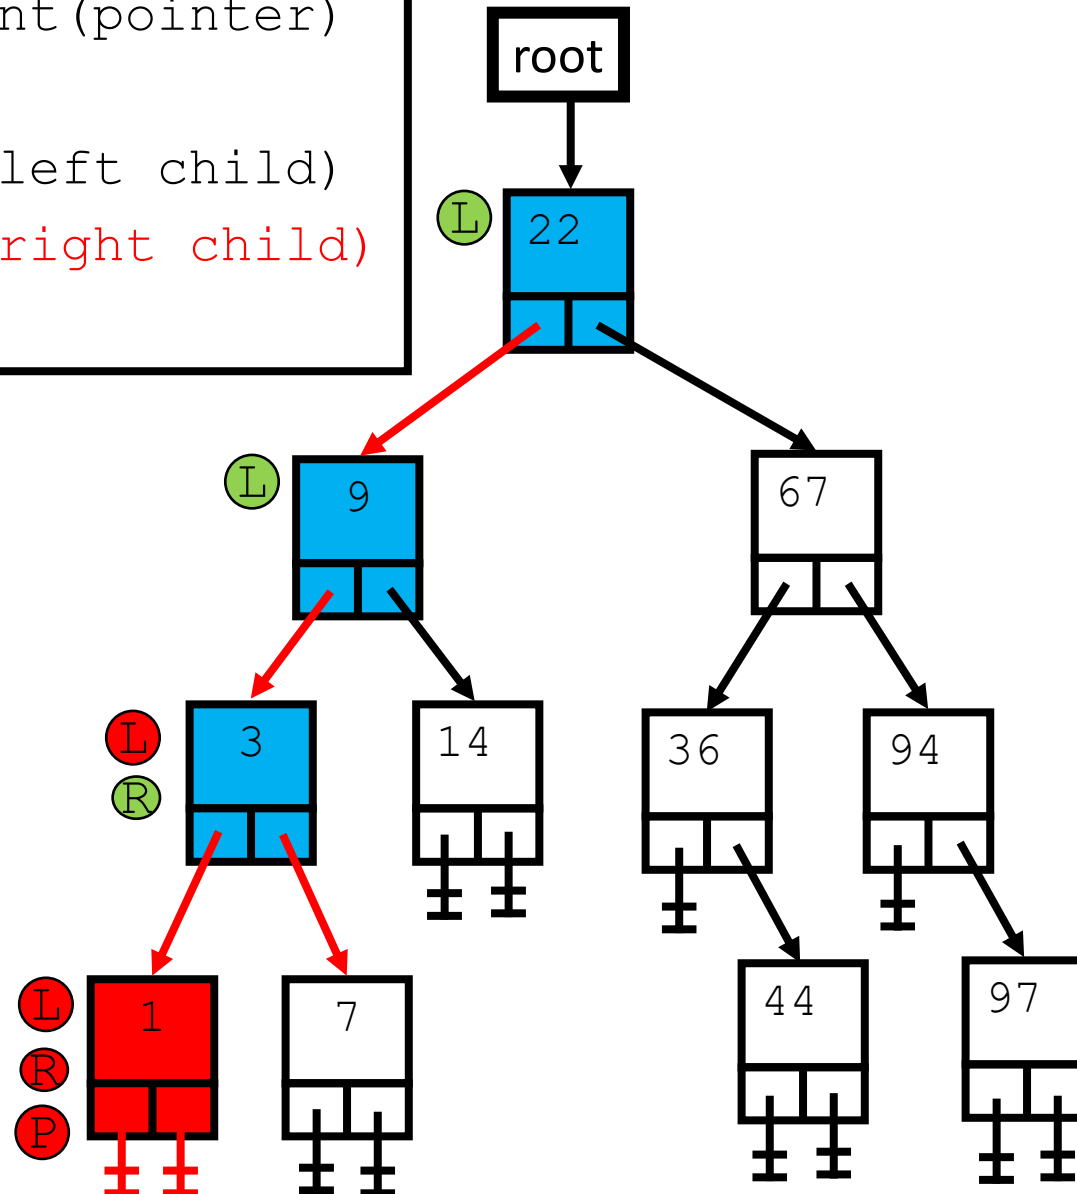 nt(pointer)
left child)
right child)
root
L
22
L
9
67
L
R
3
14
36
94
L
R
P
1
7
44
97